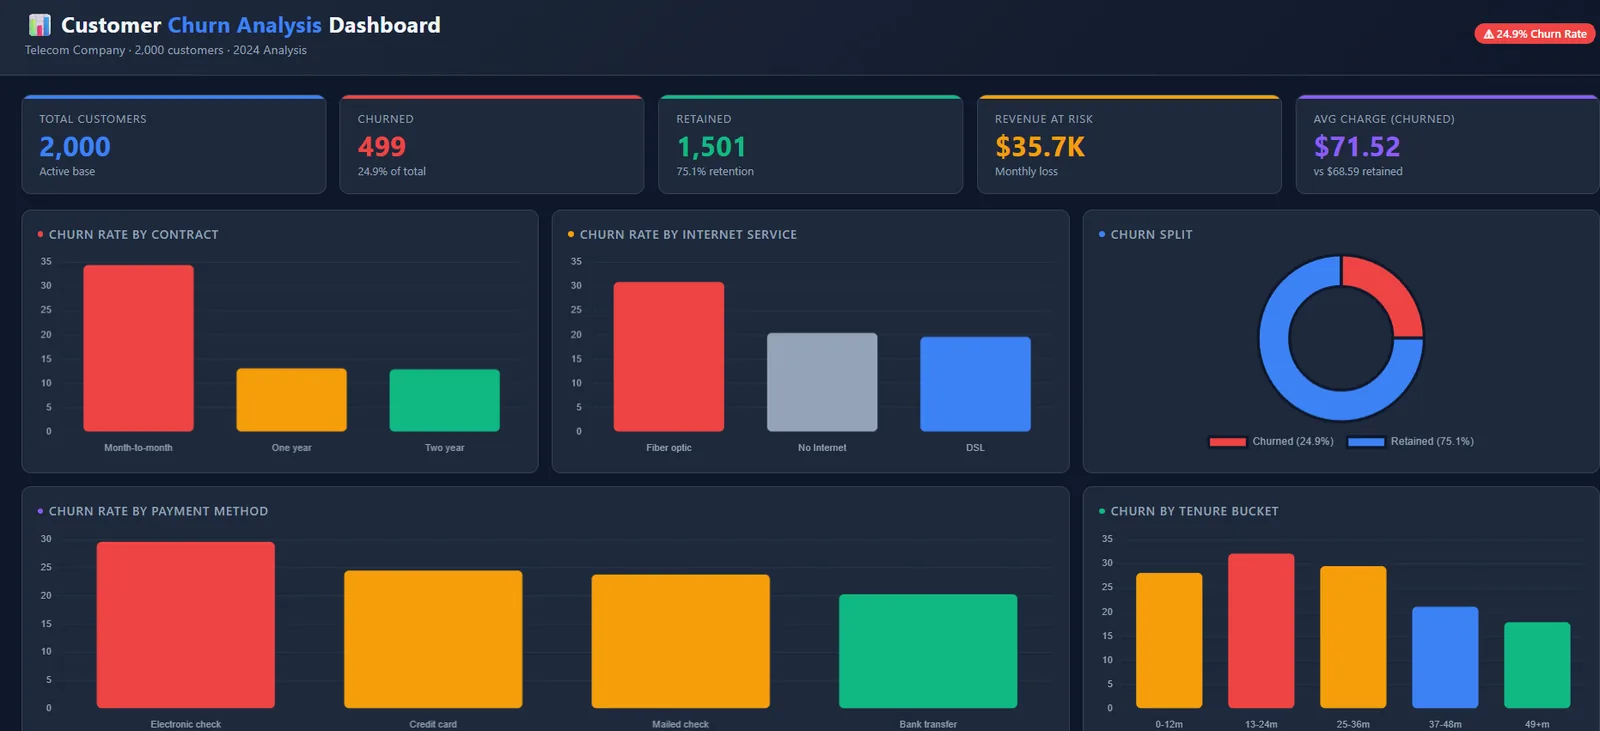 📊 Customer Churn Analysis Dashboard
Telecom Company · 2,000 customers · 2024 Analysis
⚠ 24.9% Churn Rate
TOTAL CUSTOMERS
2,000
Active base
CHURNED
499
24.9% of total
RETAINED
1,501
75.1% retention
REVENUE AT RISK
$35.7K
Monthly loss
AVG CHARGE (CHURNED)
$71.52
vs $68.59 retained
CHURN RATE BY CONTRACT
35
30
25
20
15
10
5
0
Month-to-month One year Two year
CHURN RATE BY INTERNET SERVICE
35
30
25
20
15
10
5
0
Fiber optic No Internet DSL
CHURN SPLIT
Churned (24.9%) Retained (75.1%)
CHURN RATE BY PAYMENT METHOD
30
25
20
15
10
5
0
Electronic check Credit card Mailed check Bank transfer
CHURN BY TENURE BUCKET
35
30
25
20
15
10
5
0
0-12m 13-24m 25-36m 37-48m 49+m